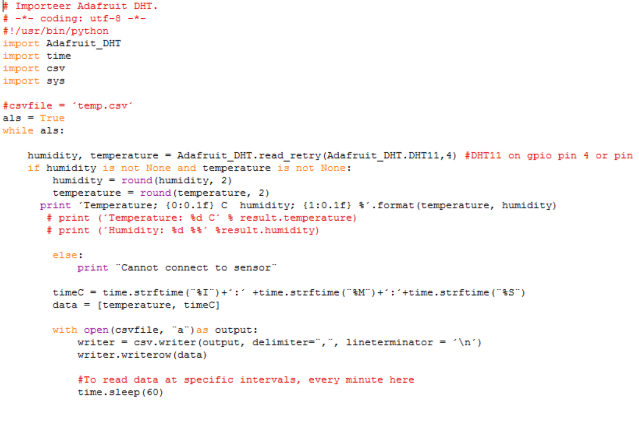 # Importeer Adafruit DHT.
# -*- coding: utf-8 -*-
#!/usr/bin/python
import Adafruit_DHT
import time
import csv
import sys

#csvfile = ´temp.csv´
als = True
while als:

    humidity, temperature = Adafruit_DHT.read_retry(Adafruit_DHT.DHT11,4) #DHT11 on gpio pin 4 or pin
    if humidity is not None and temperature is not None:
        humidity = round(humidity, 2)
        temperature = round(temperature, 2)
      print ´Temperature; {0:0.1f} C  humidity; {1:0.1f} %´.format(temperature, humidity)
       # print (´Temperature: %d C´ % result.temperature)
       # print (´Humidity: %d %%´ %result.humidity)

        else:
            print ¨Cannot connect to sensor¨

        timeC = time.strftime(¨%I¨)+´:´ +time.strftime(¨%M¨)+´:´+time.strftime(¨%S¨)
        data = [temperature, timeC]

        with open(csvfile, ¨a¨)as output:
            writer = csv.writer(output, delimiter=¨,¨, lineterminator = ´\n´)
            writer.writerow(data)

            #To read data at specific intervals, every minute here
            time.sleep(60)